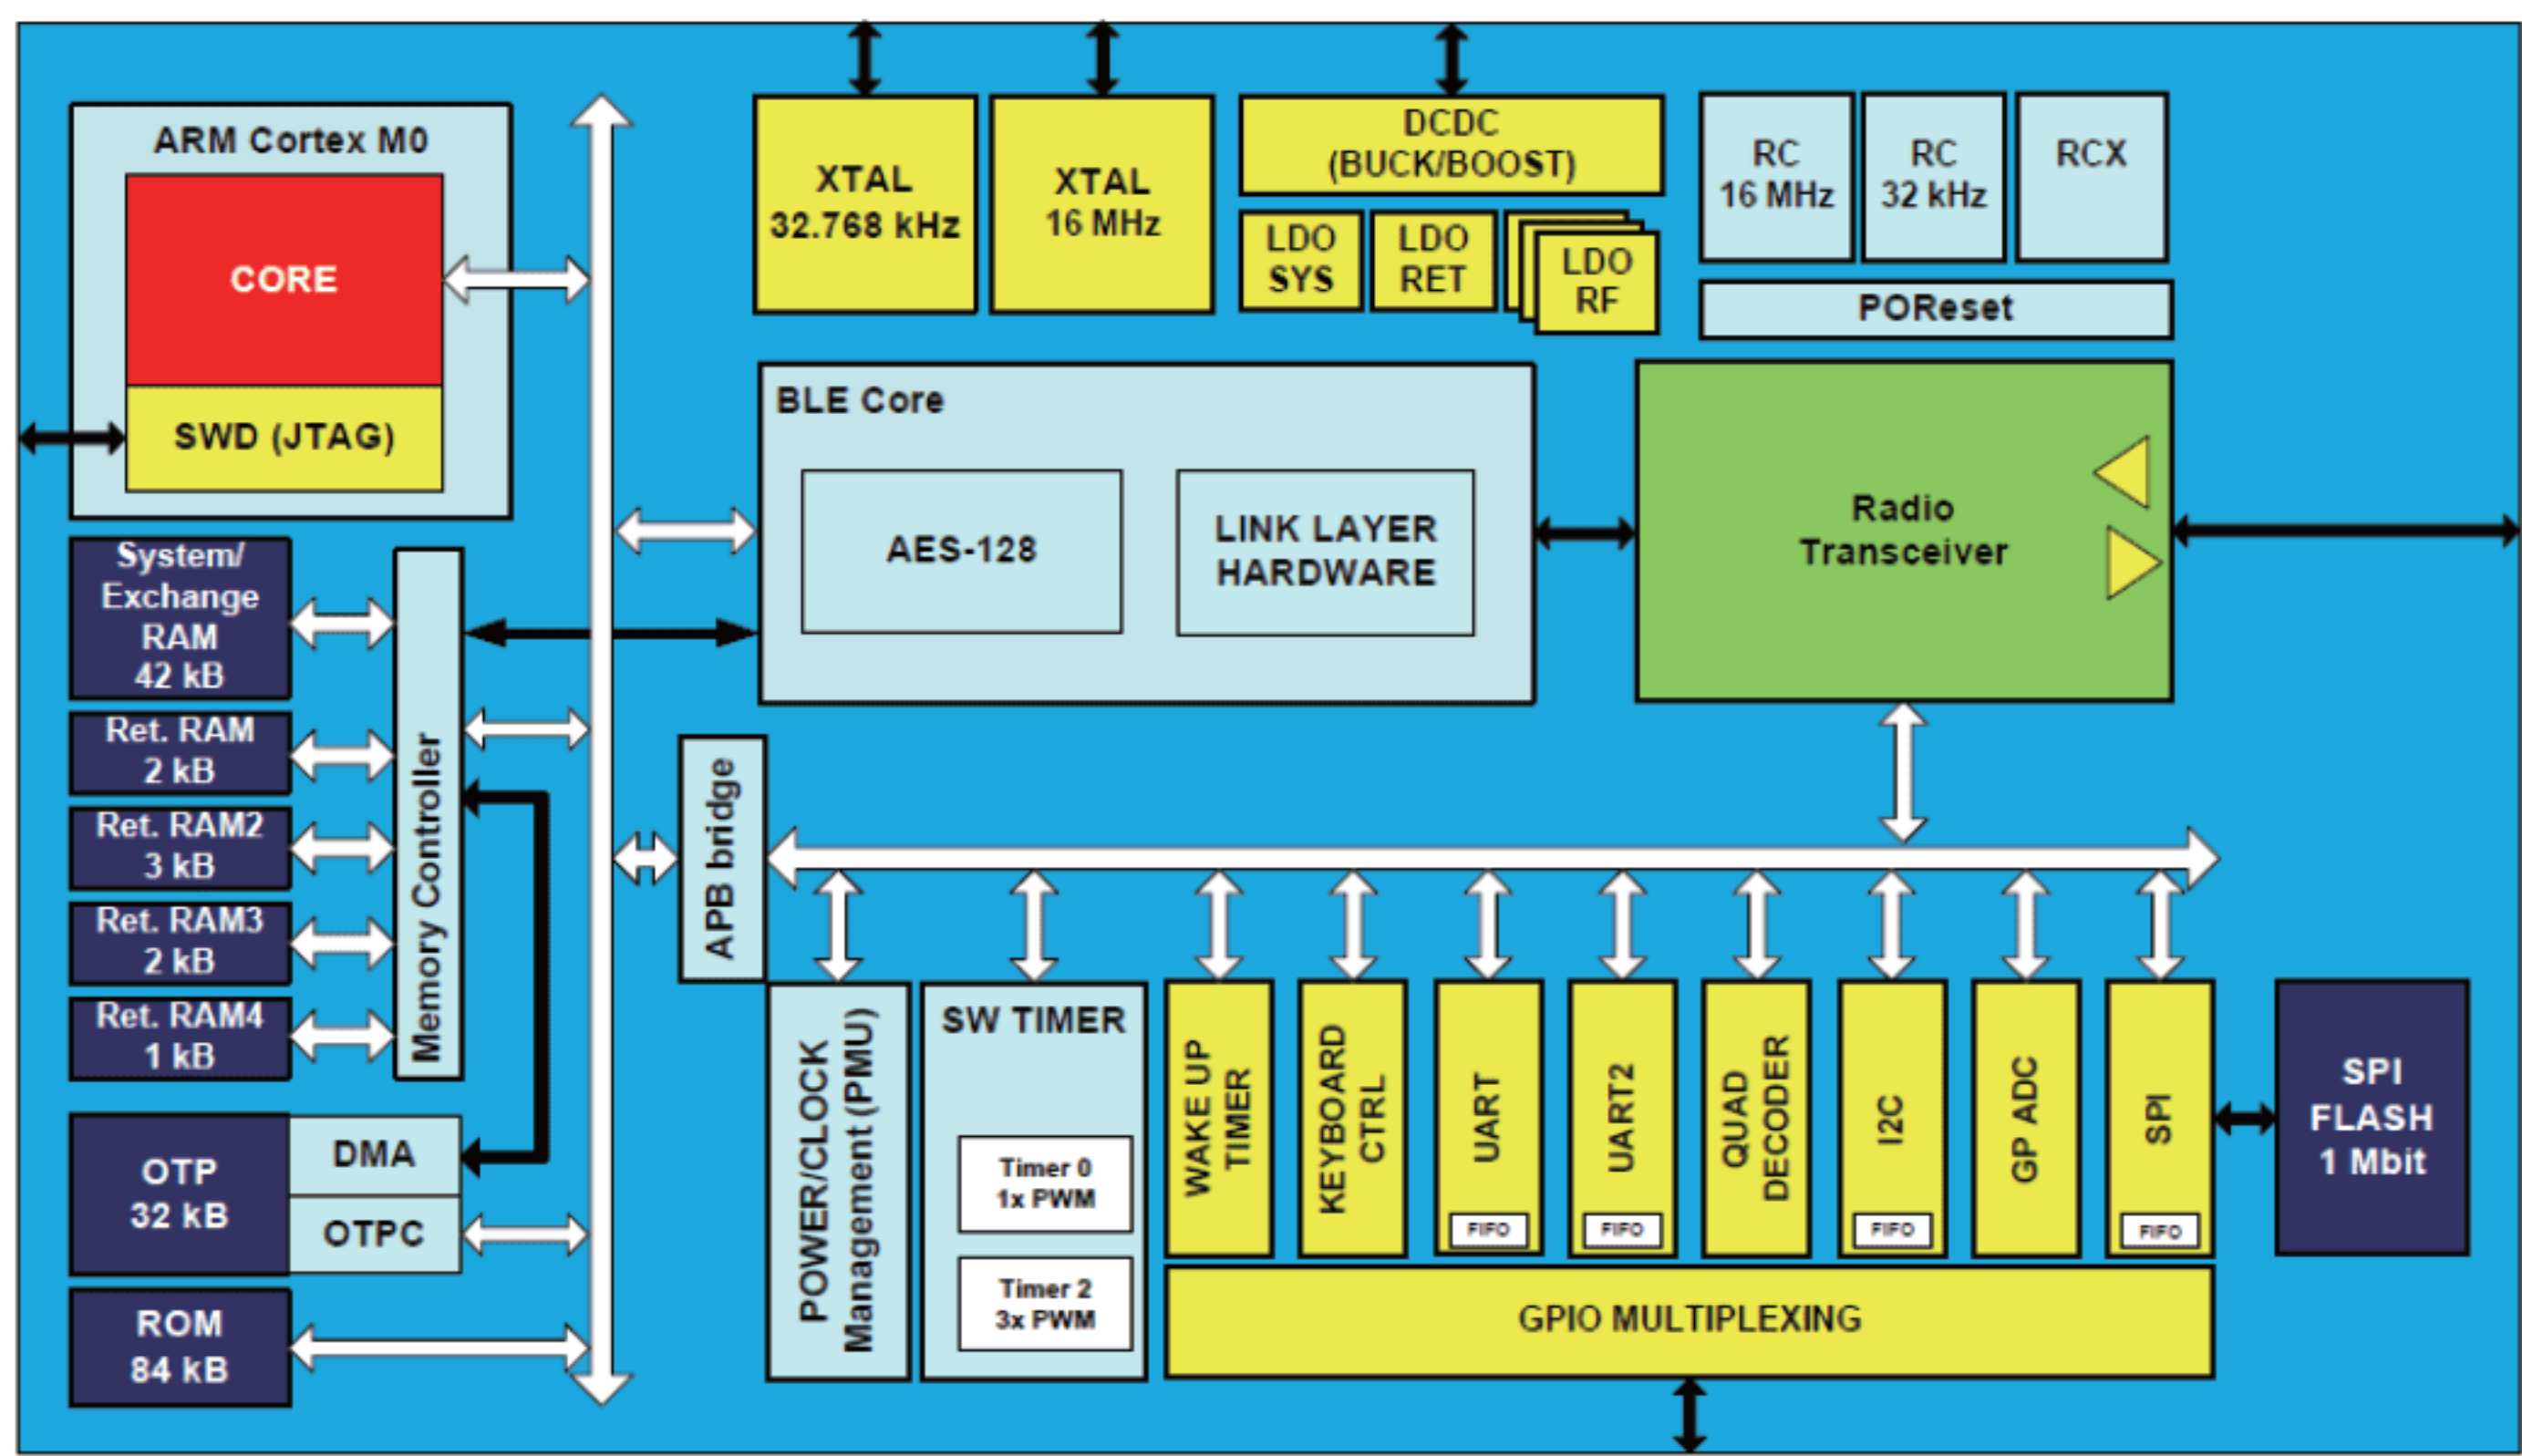 ARM Cortex M0
CORE
SWD (JTAG)
System/
Exchange
RAM
42 kB
Ret. RAM
2 kB
Ret. RAM2
3 kB
Ret. RAM3
2 kB
Ret. RAM4
1 kB
Memory Controller
OTP
32 kB
DMA
OTPC
ROM
84 kB
XTAL
32.768 kHz
XTAL
16 MHz
DCDC
(BUCK/BOOST)
LDO
SYS
LDO
RET
LDO
RF
RC
16 MHz
RC
32 kHz
RCX
POReset
BLE Core
AES-128
LINK LAYER
HARDWARE
Radio
Transceiver
APB bridge
POWER/CLOCK
Management (PMU)
SW TIMER
Timer 0
1x PWM
Timer 2
3x PWM
WAKE UP
TIMER
KEYBOARD
CTRL
UART
FIFO
UART2
FIFO
QUAD
DECODER
I2C
FIFO
GP ADC
SPI
FIFO
SPI
FLASH
1 Mbit
GPIO MULTIPLEXING